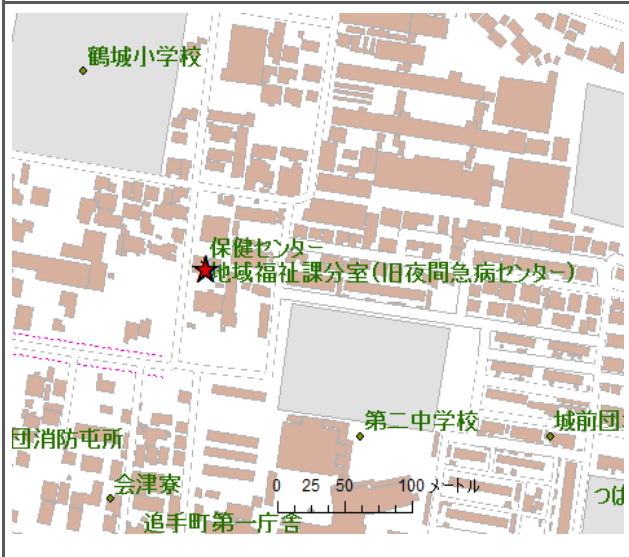 鶴城小学校
保健センター
地域福祉課分室(旧夜間急病センター)
第二中学校
城前団
団消防屯所
会津寮
0 25 50 100 メートル
つは
追手町第一庁舎